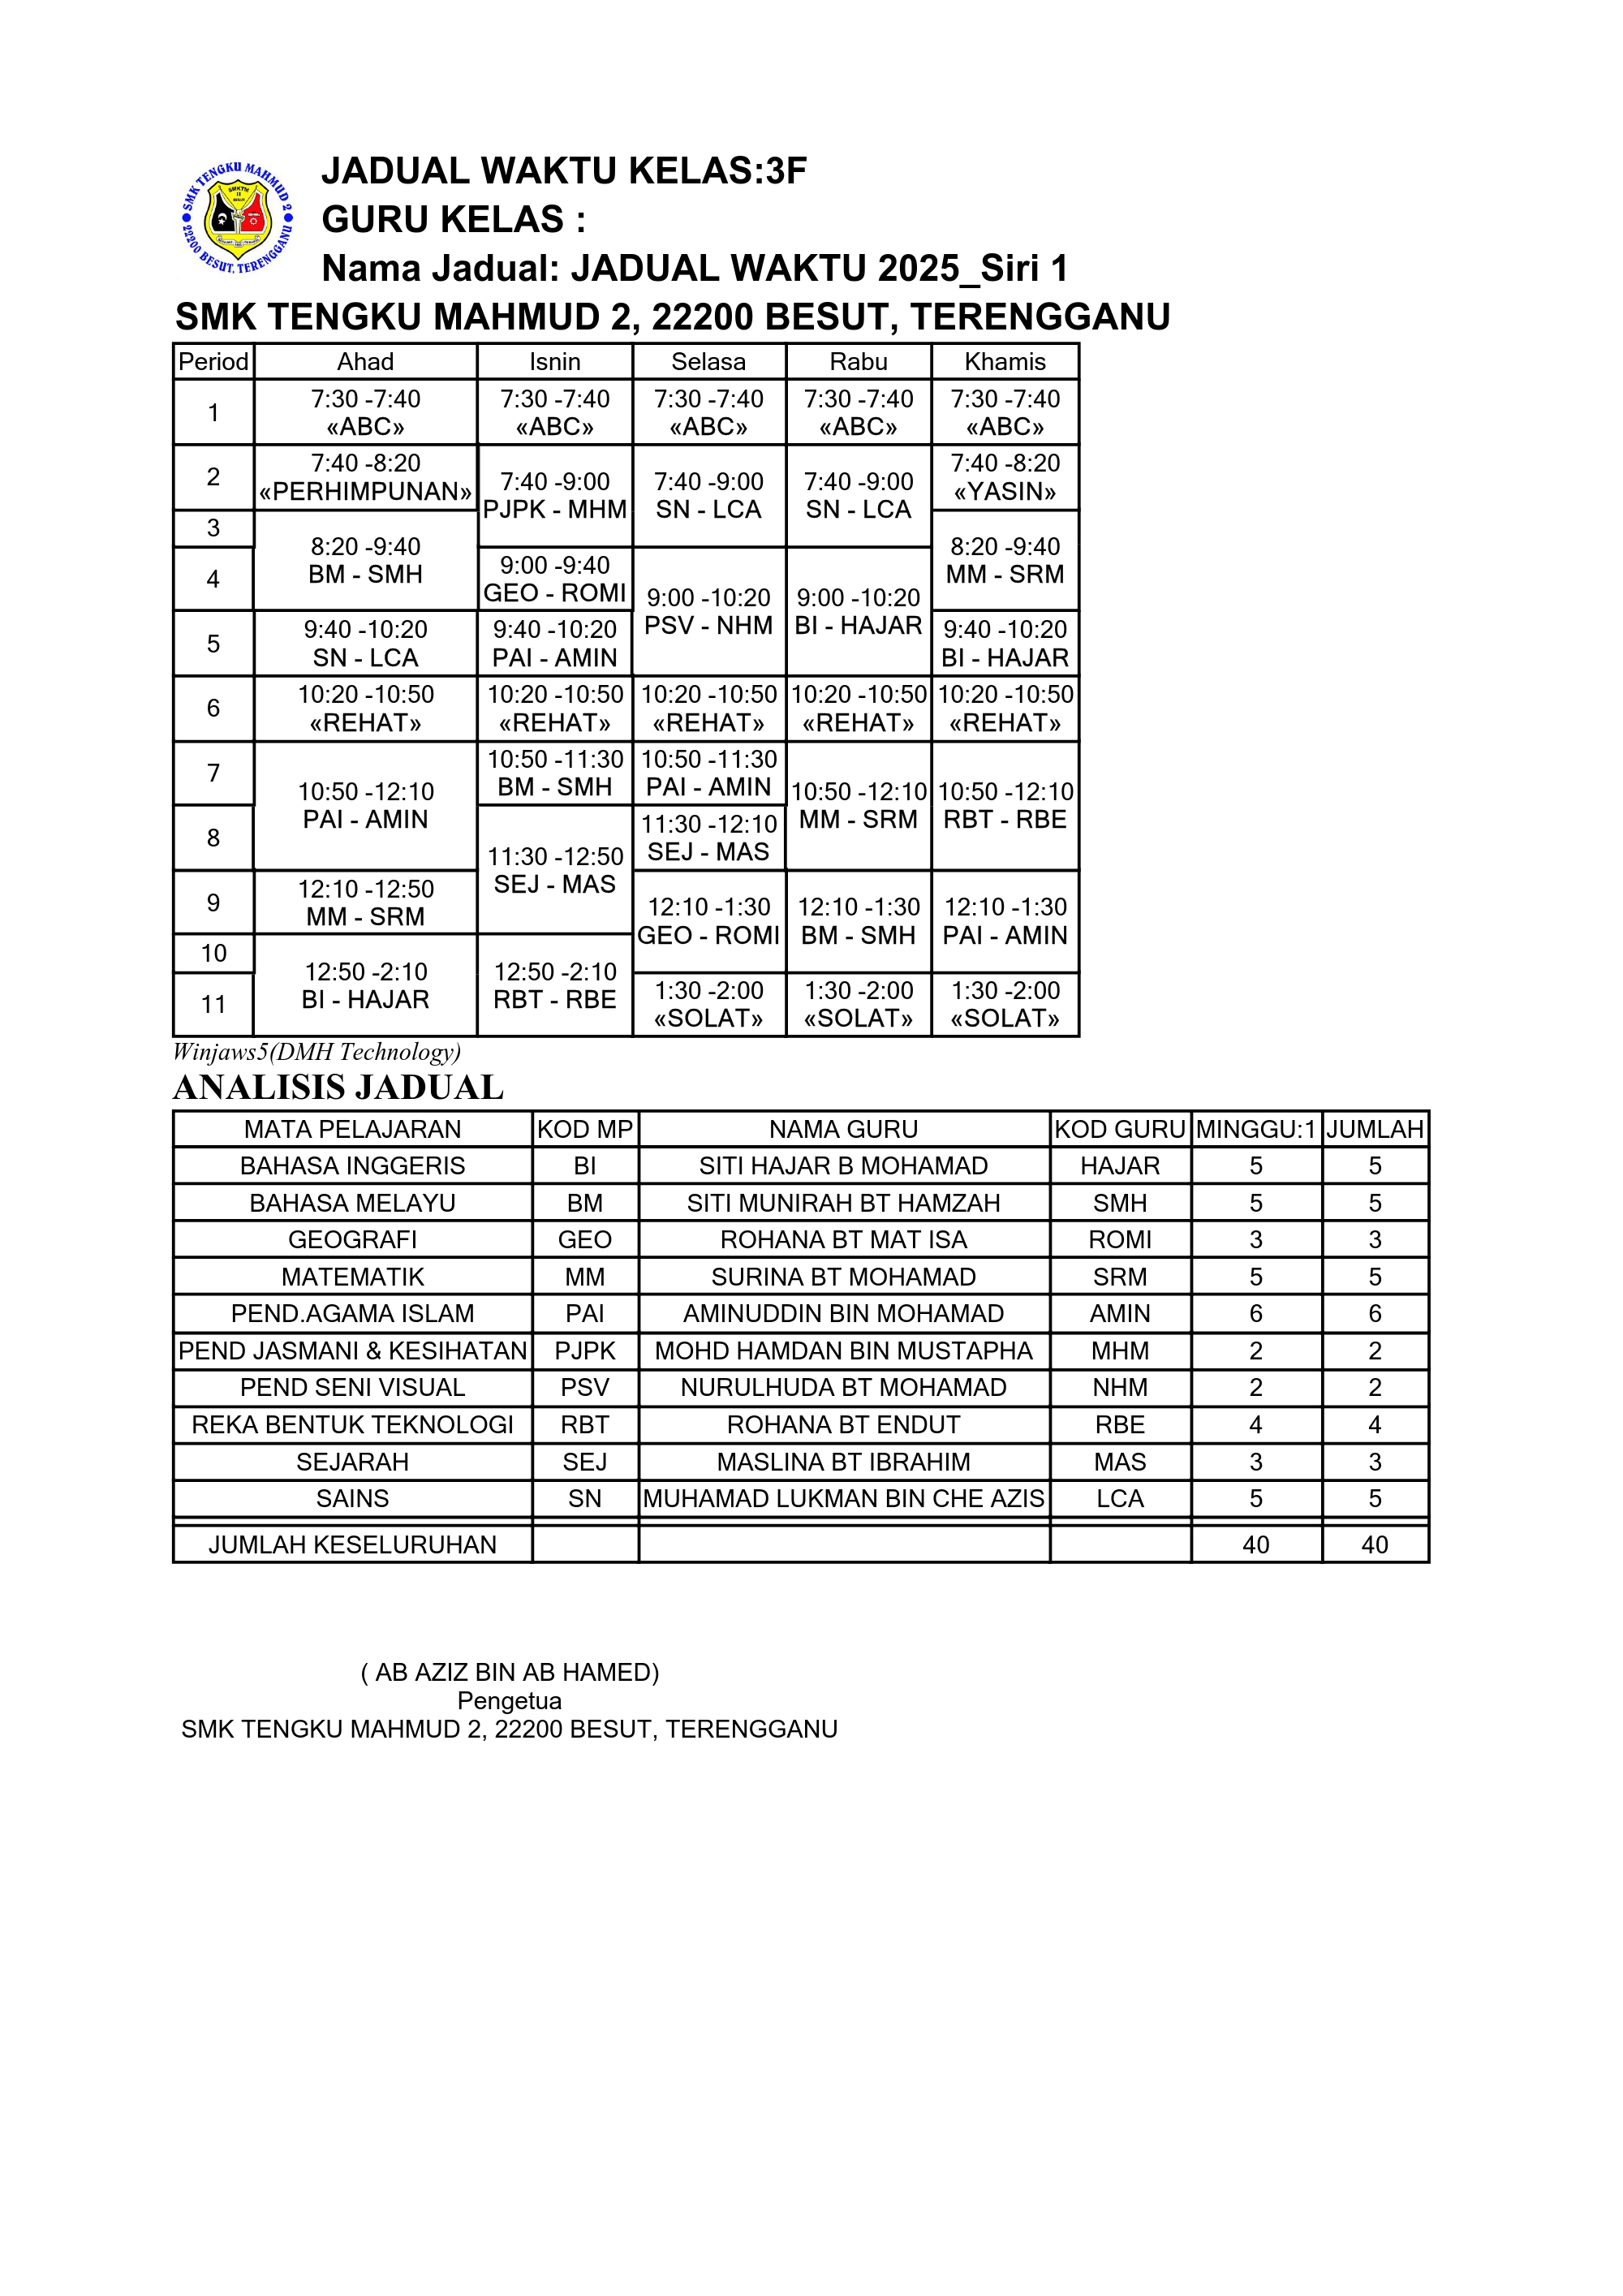 SMK TENGKU MAHMUD 2
22200 BESUT, TERENGGANU
JADUAL WAKTU KELAS:3F
GURU KELAS :
Nama Jadual: JADUAL WAKTU 2025_Siri 1
SMK TENGKU MAHMUD 2, 22200 BESUT, TERENGGANU
Period Ahad Isnin Selasa Rabu Khamis
1 7:30 -7:40 «ABC» 7:30 -7:40 «ABC» 7:30 -7:40 «ABC» 7:30 -7:40 «ABC» 7:30 -7:40 «ABC»
2 7:40 -8:20 «PERHIMPUNAN» 7:40 -9:00 PJPK - MHM 7:40 -9:00 SN - LCA 7:40 -9:00 SN - LCA 7:40 -8:20 «YASIN»
3 8:20 -9:40 BM - SMH 8:20 -9:40 MM - SRM
4 9:00 -9:40 GEO - ROMI 9:00 -10:20 PSV - NHM 9:00 -10:20 BI - HAJAR
5 9:40 -10:20 SN - LCA 9:40 -10:20 PAI - AMIN 9:40 -10:20 BI - HAJAR
6 10:20 -10:50 «REHAT» 10:20 -10:50 «REHAT» 10:20 -10:50 «REHAT» 10:20 -10:50 «REHAT» 10:20 -10:50 «REHAT»
7 10:50 -12:10 PAI - AMIN 10:50 -11:30 BM - SMH 10:50 -11:30 PAI - AMIN 10:50 -12:10 MM - SRM 10:50 -12:10 RBT - RBE
8 11:30 -12:50 SEJ - MAS 11:30 -12:10 SEJ - MAS
9 12:10 -12:50 MM - SRM 12:10 -1:30 GEO - ROMI 12:10 -1:30 BM - SMH 12:10 -1:30 PAI - AMIN
10 12:50 -2:10 BI - HAJAR 12:50 -2:10 RBT - RBE
11 1:30 -2:00 «SOLAT» 1:30 -2:00 «SOLAT» 1:30 -2:00 «SOLAT»
Winjaws5(DMH Technology)
ANALISIS JADUAL
MATA PELAJARAN KOD MP NAMA GURU KOD GURU MINGGU:1 JUMLAH
BAHASA INGGERIS BI SITI HAJAR B MOHAMAD HAJAR 5 5
BAHASA MELAYU BM SITI MUNIRAH BT HAMZAH SMH 5 5
GEOGRAFI GEO ROHANA BT MAT ISA ROMI 3 3
MATEMATIK MM SURINA BT MOHAMAD SRM 5 5
PEND.AGAMA ISLAM PAI AMINUDDIN BIN MOHAMAD AMIN 6 6
PEND JASMANI & KESIHATAN PJPK MOHD HAMDAN BIN MUSTAPHA MHM 2 2
PEND SENI VISUAL PSV NURULHUDA BT MOHAMAD NHM 2 2
REKA BENTUK TEKNOLOGI RBT ROHANA BT ENDUT RBE 4 4
SEJARAH SEJ MASLINA BT IBRAHIM MAS 3 3
SAINS SN MUHAMAD LUKMAN BIN CHE AZIS LCA 5 5
JUMLAH KESELURUHAN 40 40
( AB AZIZ BIN AB HAMED)
Pengetua
SMK TENGKU MAHMUD 2, 22200 BESUT, TERENGGANU